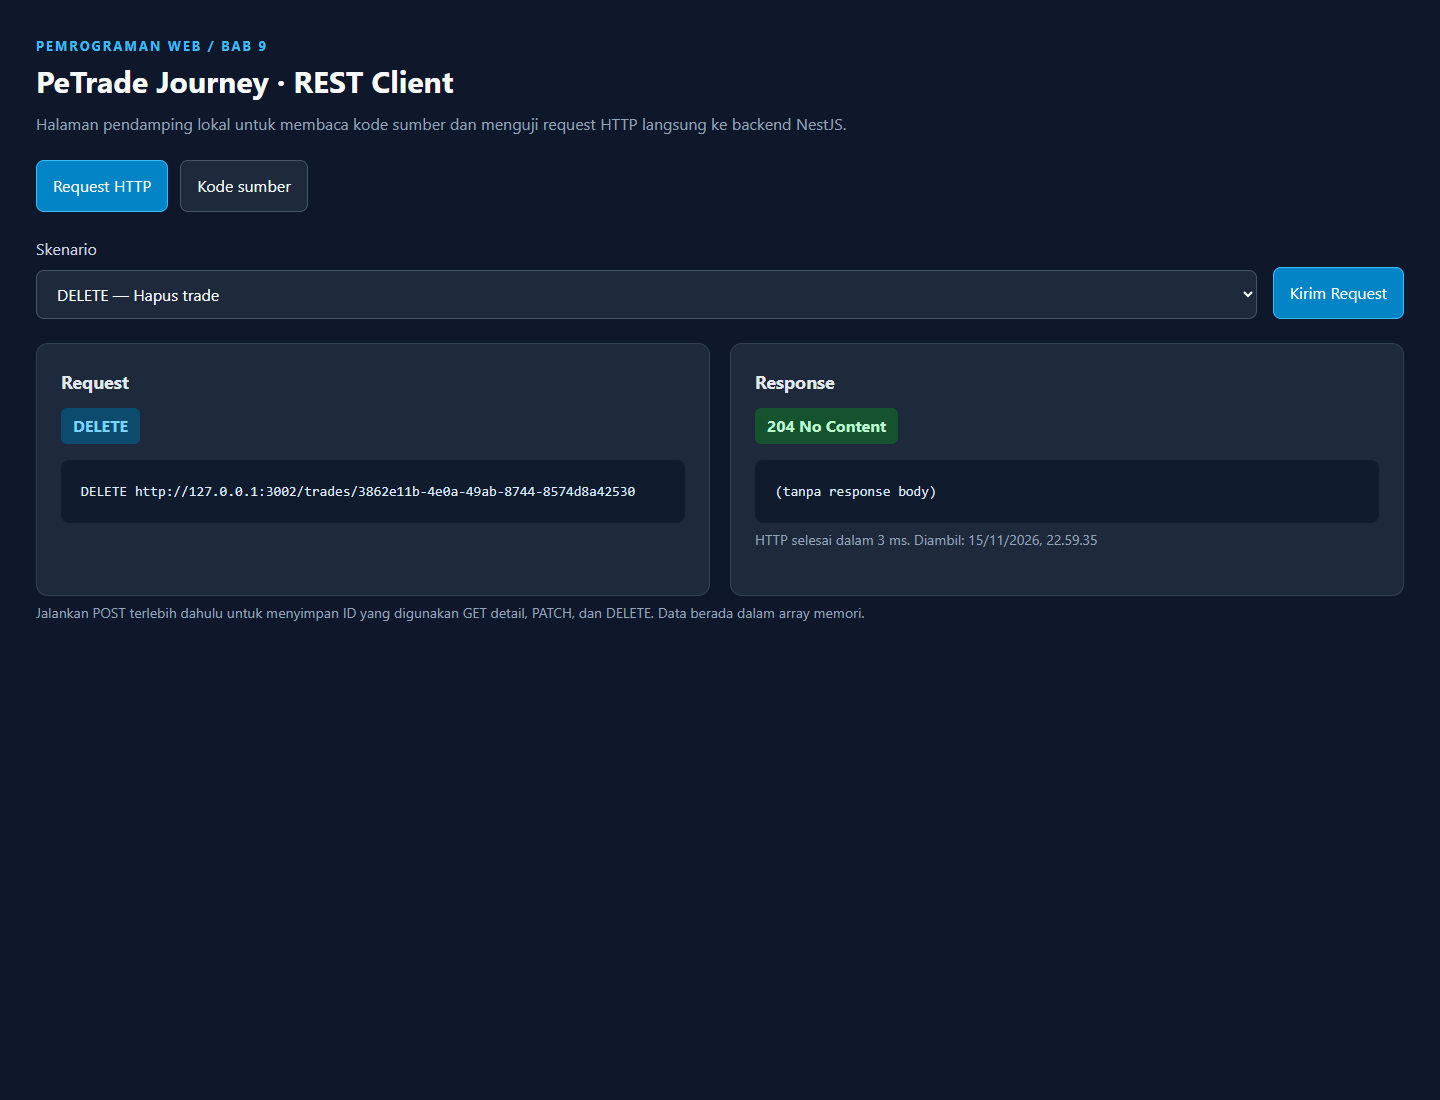 PEMROGRAMAN WEB / BAB 9
PeTrade Journey · REST Client
Halaman pendamping lokal untuk membaca kode sumber dan menguji request HTTP langsung ke backend NestJS.
Request HTTP
Kode sumber
Skenario
DELETE — Hapus trade
Kirim Request
Request
DELETE
DELETE http://127.0.0.1:3002/trades/3862e11b-4e0a-49ab-8744-8574d8a42530
Response
204 No Content
(tanpa response body)
HTTP selesai dalam 3 ms. Diambil: 15/11/2026, 22.59.35
Jalankan POST terlebih dahulu untuk menyimpan ID yang digunakan GET detail, PATCH, dan DELETE. Data berada dalam array memori.